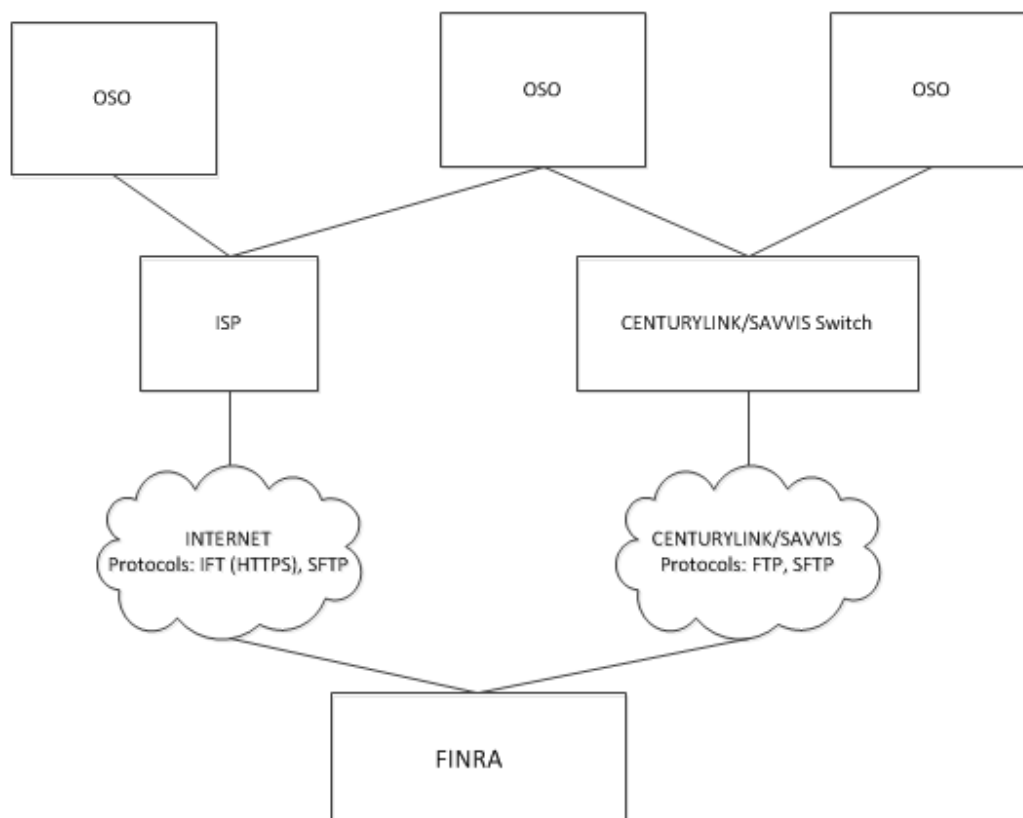 OSO
OSO
OSO
ISP
CENTURYLINK/SAVVIS Switch
INTERNET
Protocols: IFT (HTTPS), SFTP
CENTURYLINK/SAVVIS
Protocols: FTP, SFTP
FINRA